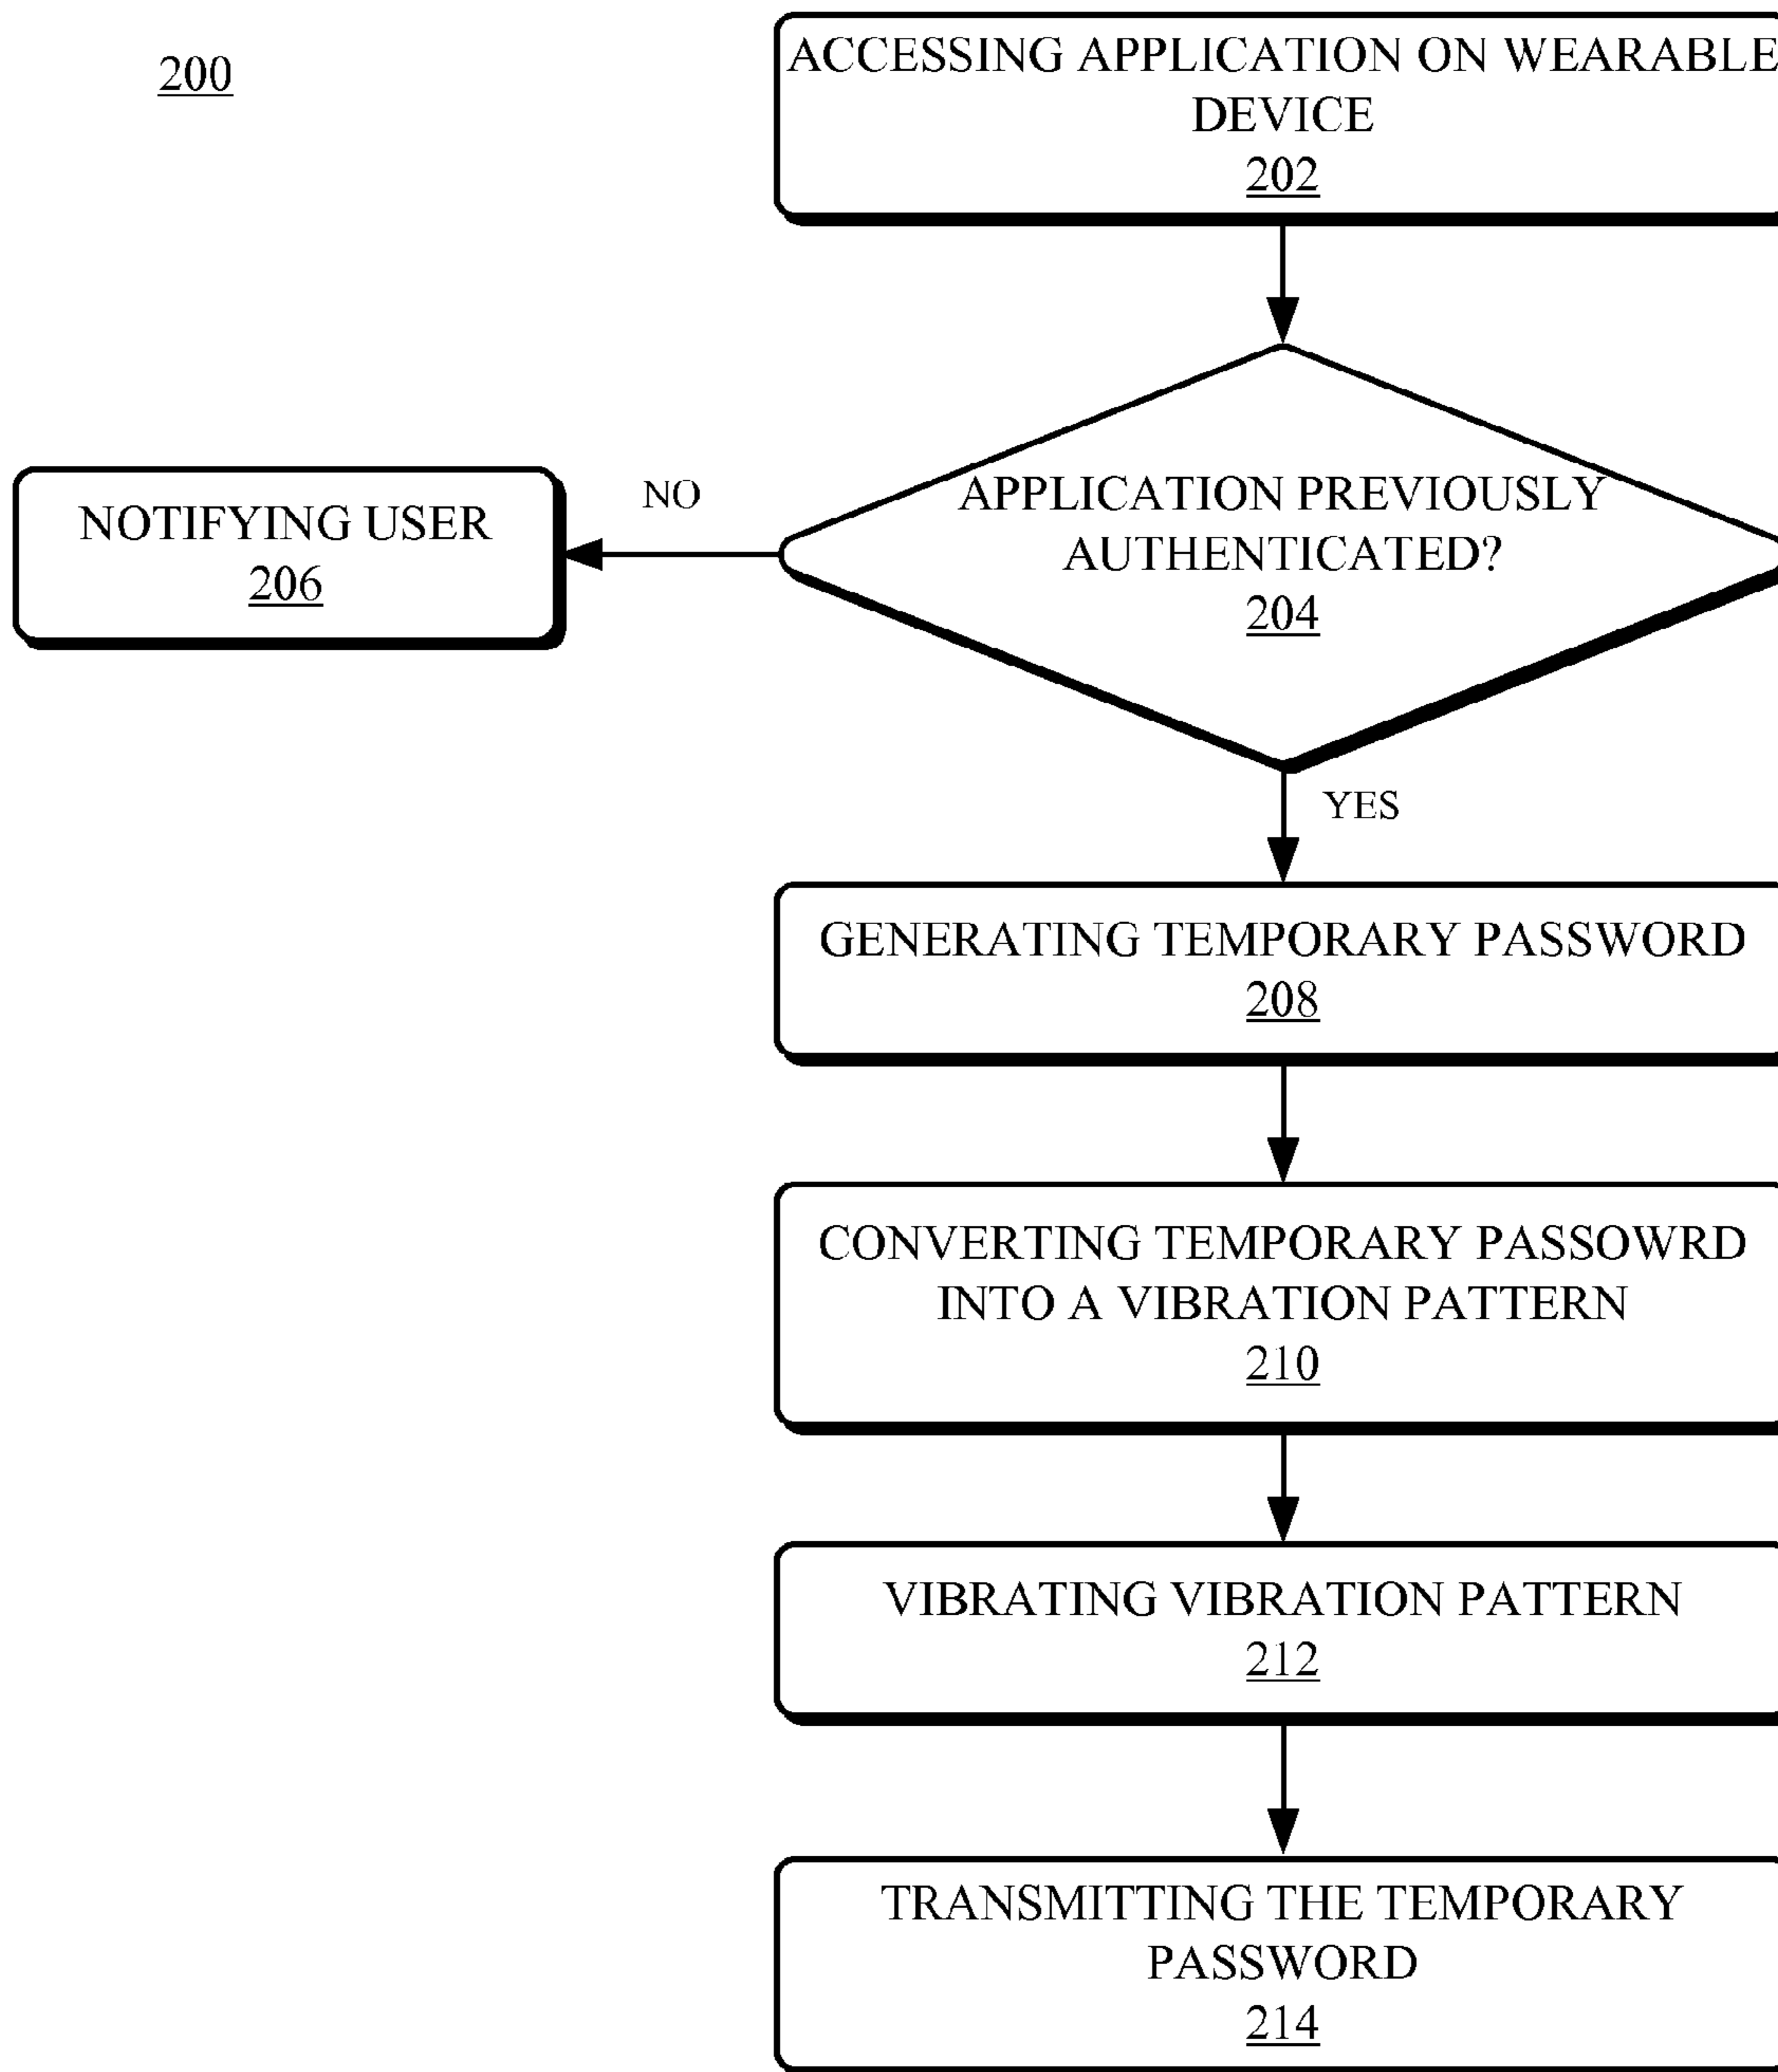 200
ACCESSING APPLICATION ON WEARABLE
DEVICE
202
APPLICATION PREVIOUSLY
AUTHENTICATED?
204
NO
NOTIFYING USER
206
YES
GENERATING TEMPORARY PASSWORD
208
CONVERTING TEMPORARY PASSOWRD
INTO A VIBRATION PATTERN
210
VIBRATING VIBRATION PATTERN
212
TRANSMITTING THE TEMPORARY
PASSWORD
214